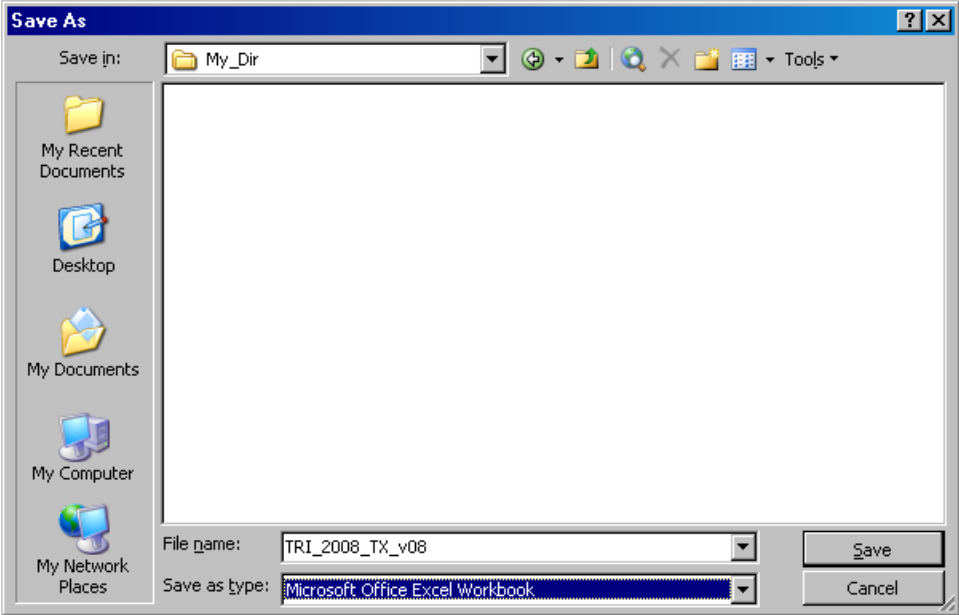 Save As
Save in:
My_Dir
Tools
My Recent
Documents
Desktop
My Documents
My Computer
My Network
Places
File name:
TRI_2008_TX_v08
Save
Save as type:
Microsoft Office Excel Workbook
Cancel